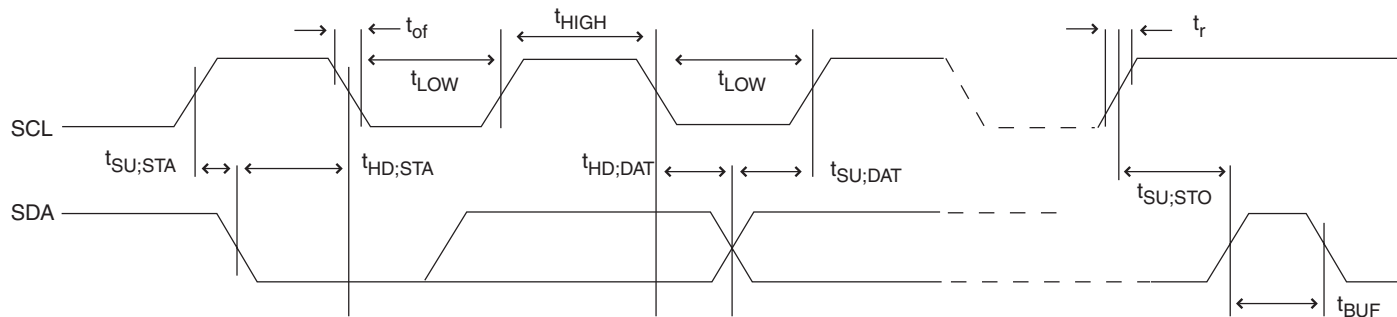 t_of
t_HIGH
t_r
t_LOW
t_LOW
SCL
t_SU;STA
t_HD;STA
t_HD;DAT
t_SU;DAT
t_SU;STO
SDA
t_BUF